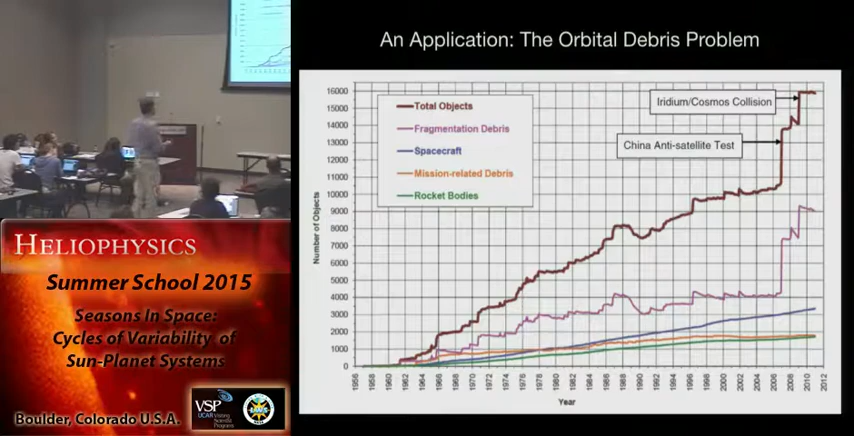 An Application: The Orbital Debris Problem
16000
15000
14000
13000
12000
11000
10000
9000
8000
7000
6000
5000
4000
3000
2000
1000
0
Number of Objects
Total Objects
Fragmentation Debris
Spacecraft
Mission-related Debris
Rocket Bodies
Iridium/Cosmos Collision
China Anti-satellite Test
1956
1958
1960
1962
1964
1966
1968
1970
1972
1974
1976
1978
1980
1982
1984
1986
1988
1990
1992
1994
1996
1998
2000
2002
2004
2006
2008
2010
2012
Year
HELIOPHYSICS
Summer School 2015
Seasons In Space:
Cycles of Variability of
Sun-Planet Systems
Boulder, Colorado U.S.A.
VSP
UCAR Visiting
Scientist
Programs